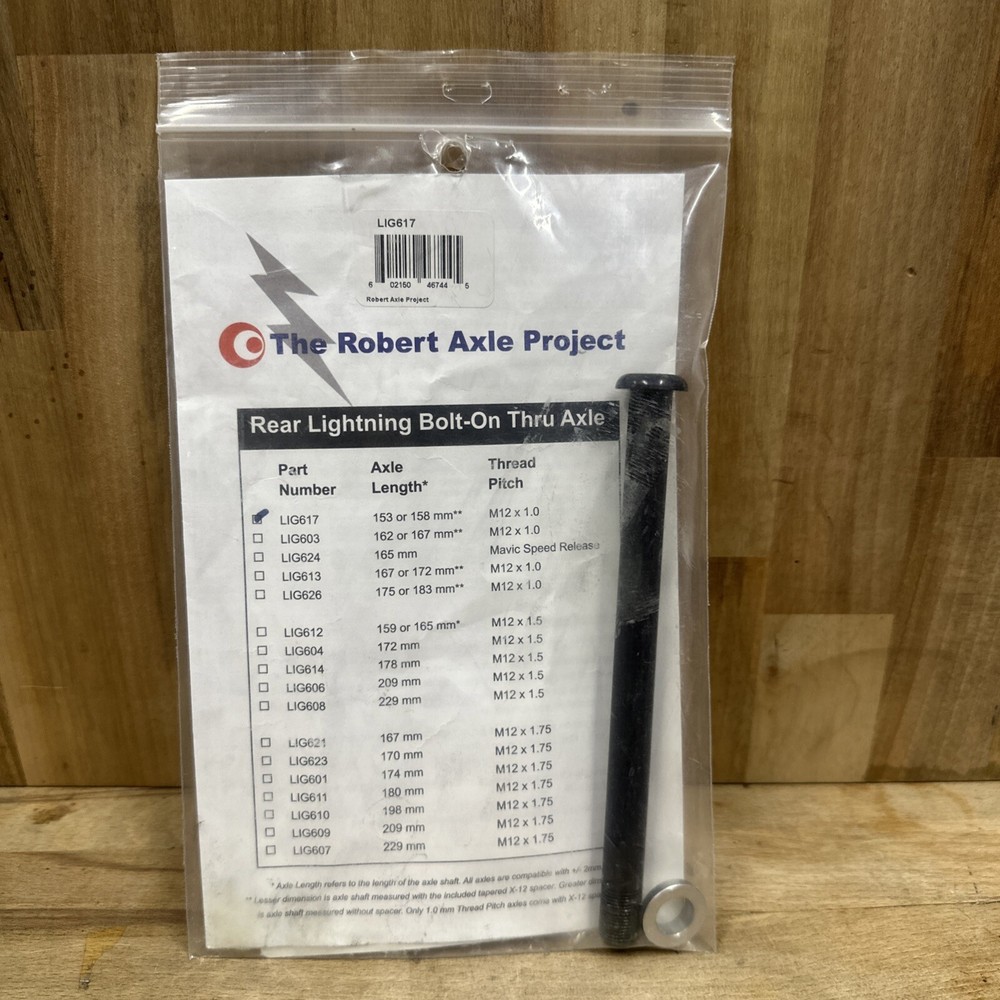 LIG617
6 02150 46744 5
Robert Axle Project
The Robert Axle Project
Rear Lightning Bolt-On Thru Axle
Part Number Axle Length* Thread Pitch
LIG617 153 or 158 mm** M12 x 1.0
LIG603 162 or 167 mm** M12 x 1.0
LIG624 165 mm Mavic Speed Release
LIG613 167 or 172 mm** M12 x 1.0
LIG626 175 or 183 mm** M12 x 1.0
LIG612 159 or 165 mm* M12 x 1.5
LIG604 172 mm M12 x 1.5
LIG614 178 mm M12 x 1.5
LIG606 209 mm M12 x 1.5
LIG608 229 mm M12 x 1.5
LIG621 167 mm M12 x 1.75
LIG623 170 mm M12 x 1.75
LIG601 174 mm M12 x 1.75
LIG611 180 mm M12 x 1.75
LIG610 198 mm M12 x 1.75
LIG609 209 mm M12 x 1.75
LIG607 229 mm M12 x 1.75
* Axle Length refers to the length of the axle shaft. All axles are compatible with +/-
** Lesser dimension is axle shaft measured with the included tapered X-12 spacer. Greater
is axle shaft measured without spacer. Only 1.0 mm Thread Pitch axles come with X-12